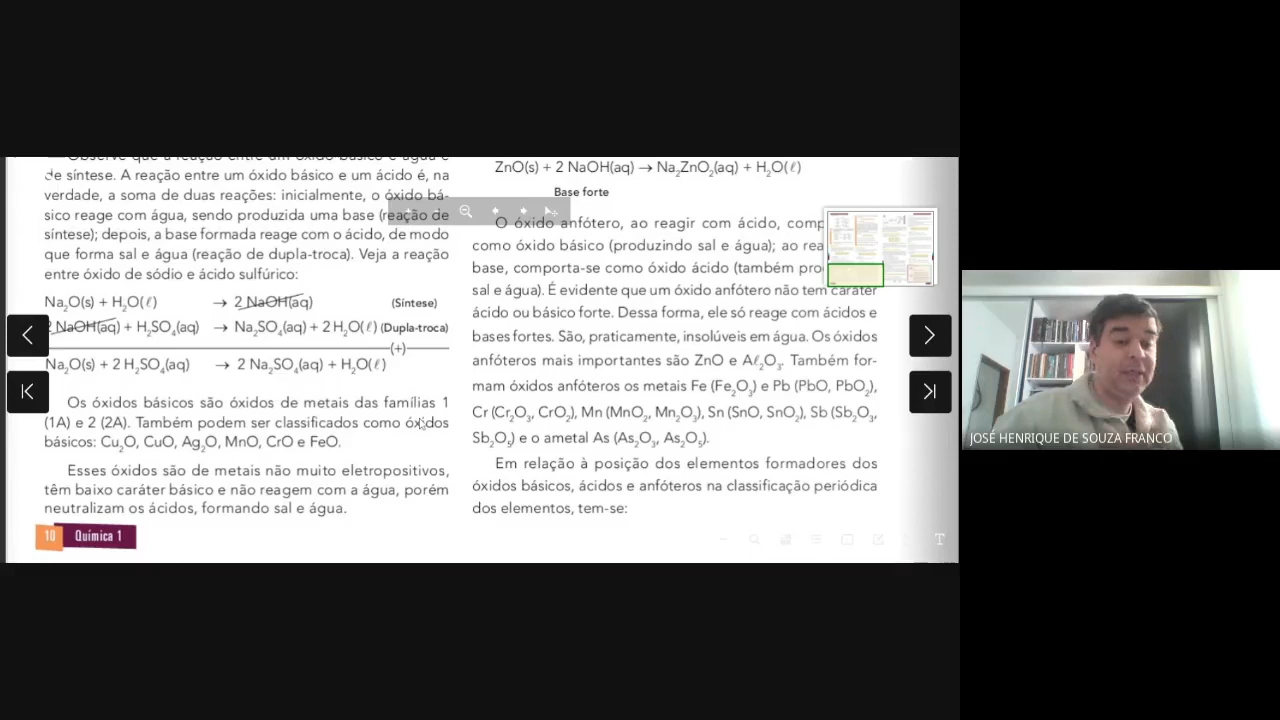 Observe que a reação entre um óxido básico e água é
de síntese. A reação entre um óxido básico e um ácido é, na
verdade, a soma de duas reações: inicialmente, o óxido bá-
sico reage com água, sendo produzida uma base (reação de
síntese); depois, a base formada reage com o ácido, de modo
que forma sal e água (reação de dupla-troca). Veja a reação
entre óxido de sódio e ácido sulfúrico:
Na₂O(s) + H₂O(ℓ) → 2 NaOH(aq) (Síntese)
2 NaOH(aq) + H₂SO₄(aq) → Na₂SO₄(aq) + 2 H₂O(ℓ) (Dupla-troca)
(+)
Na₂O(s) + 2 H₂SO₄(aq) → 2 Na₂SO₄(aq) + H₂O(ℓ)
Os óxidos básicos são óxidos de metais das famílias 1
(1A) e 2 (2A). Também podem ser classificados como óxidos
básicos: Cu₂O, CuO, Ag₂O, MnO, CrO e FeO.
Esses óxidos são de metais não muito eletropositivos,
têm baixo caráter básico e não reagem com a água, porém
neutralizam os ácidos, formando sal e água.
10 Química 1
ZnO(s) + 2 NaOH(aq) → Na₂ZnO₂(aq) + H₂O(ℓ)
Base forte
O óxido anfótero, ao reagir com ácido, comp
como óxido básico (produzindo sal e água); ao rea
base, comporta-se como óxido ácido (também pro
sal e água). É evidente que um óxido anfótero não tem caráter
ácido ou básico forte. Dessa forma, ele só reage com ácidos e
bases fortes. São, praticamente, insolúveis em água. Os óxidos
anfóteros mais importantes são ZnO e Aℓ₂O₃. Também for-
mam óxidos anfóteros os metais Fe (Fe₂O₃) e Pb (PbO, PbO₂),
Cr (Cr₂O₃, CrO₂), Mn (MnO₂, Mn₂O₃), Sn (SnO, SnO₂), Sb (Sb₂O₃,
Sb₂O₅) e o ametal As (As₂O₃, As₂O₅).
Em relação à posição dos elementos formadores dos
óxidos básicos, ácidos e anfóteros na classificação periódica
dos elementos, tem-se:
T
JOSÉ HENRIQUE DE SOUZA FRANCO